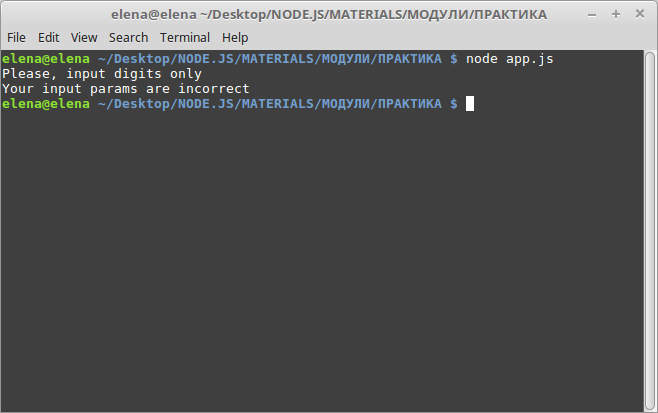 elena@elena ~/Desktop/NODE.JS/MATERIALS/МОДУЛИ/ПРАКТИКА
File Edit View Search Terminal Help
elena@elena ~/Desktop/NODE.JS/MATERIALS/МОДУЛИ/ПРАКТИКА $ node app.js
Please, input digits only
Your input params are incorrect
elena@elena ~/Desktop/NODE.JS/MATERIALS/МОДУЛИ/ПРАКТИКА $